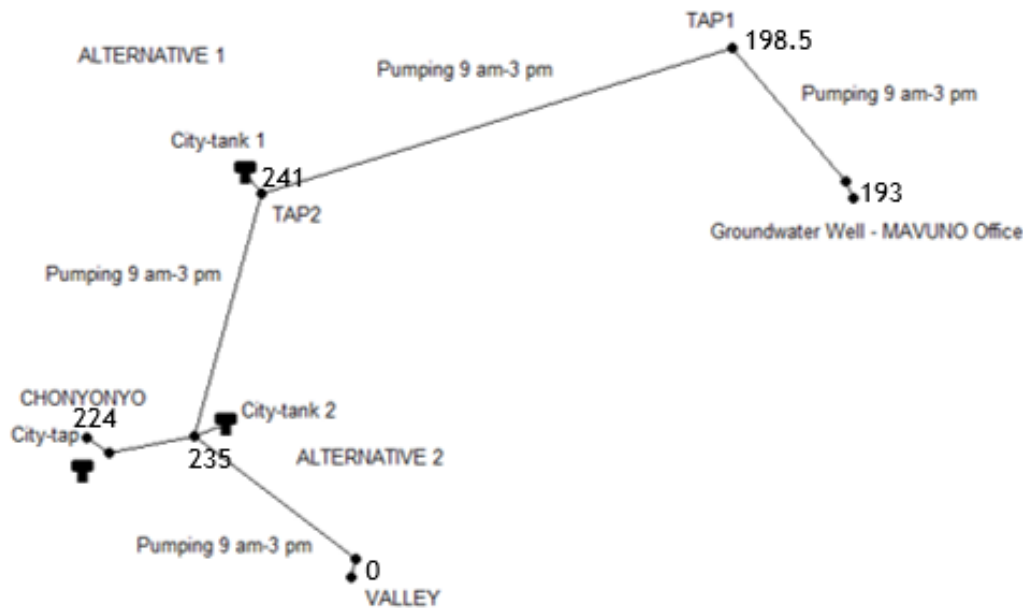 TAP1
198.5
ALTERNATIVE 1
Pumping 9 am-3 pm
Pumping 9 am-3 pm
City-tank 1
241
TAP2
193
Groundwater Well - MAVUNO Office
Pumping 9 am-3 pm
CHONYONYO
224
City-tap
City-tank 2
235
ALTERNATIVE 2
Pumping 9 am-3 pm
0
VALLEY